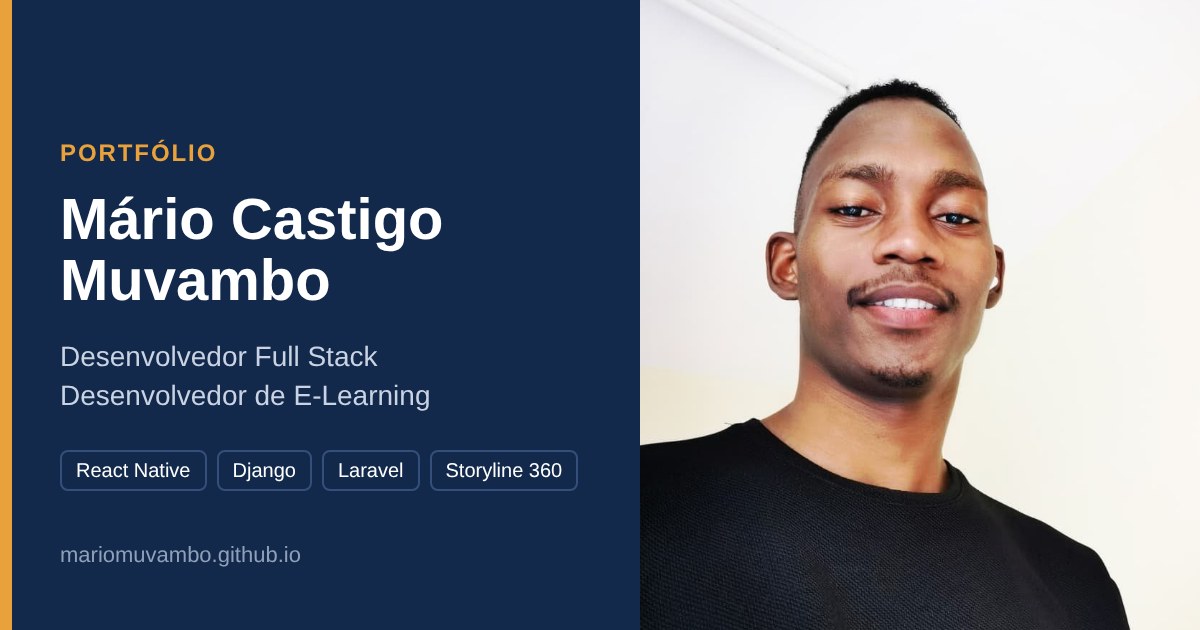 PORTFÓLIO
Mário Castigo
Muvambo
Desenvolvedor Full Stack
Desenvolvedor de E-Learning
React Native Django Laravel Storyline 360
mariomuvambo.github.io